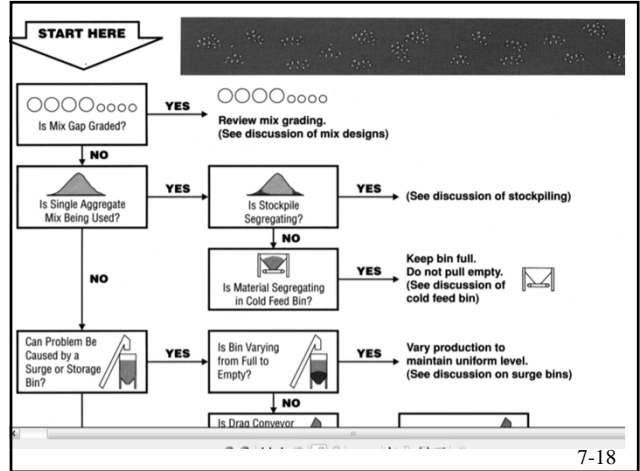 START HERE
Is Mix Gap Graded?
YES
Review mix grading.
(See discussion of mix designs)
NO
Is Single Aggregate
Mix Being Used?
YES
Is Stockpile
Segregating?
YES
(See discussion of stockpiling)
NO
NO
Is Material Segregating
in Cold Feed Bin?
YES
Keep bin full.
Do not pull empty.
(See discussion of
cold feed bin)
Can Problem Be
Caused by a
Surge or Storage
Bin?
YES
Is Bin Varying
from Full to
Empty?
YES
Vary production to
maintain uniform level.
(See discussion on surge bins)
NO
Is Drag Conveyor
7-18